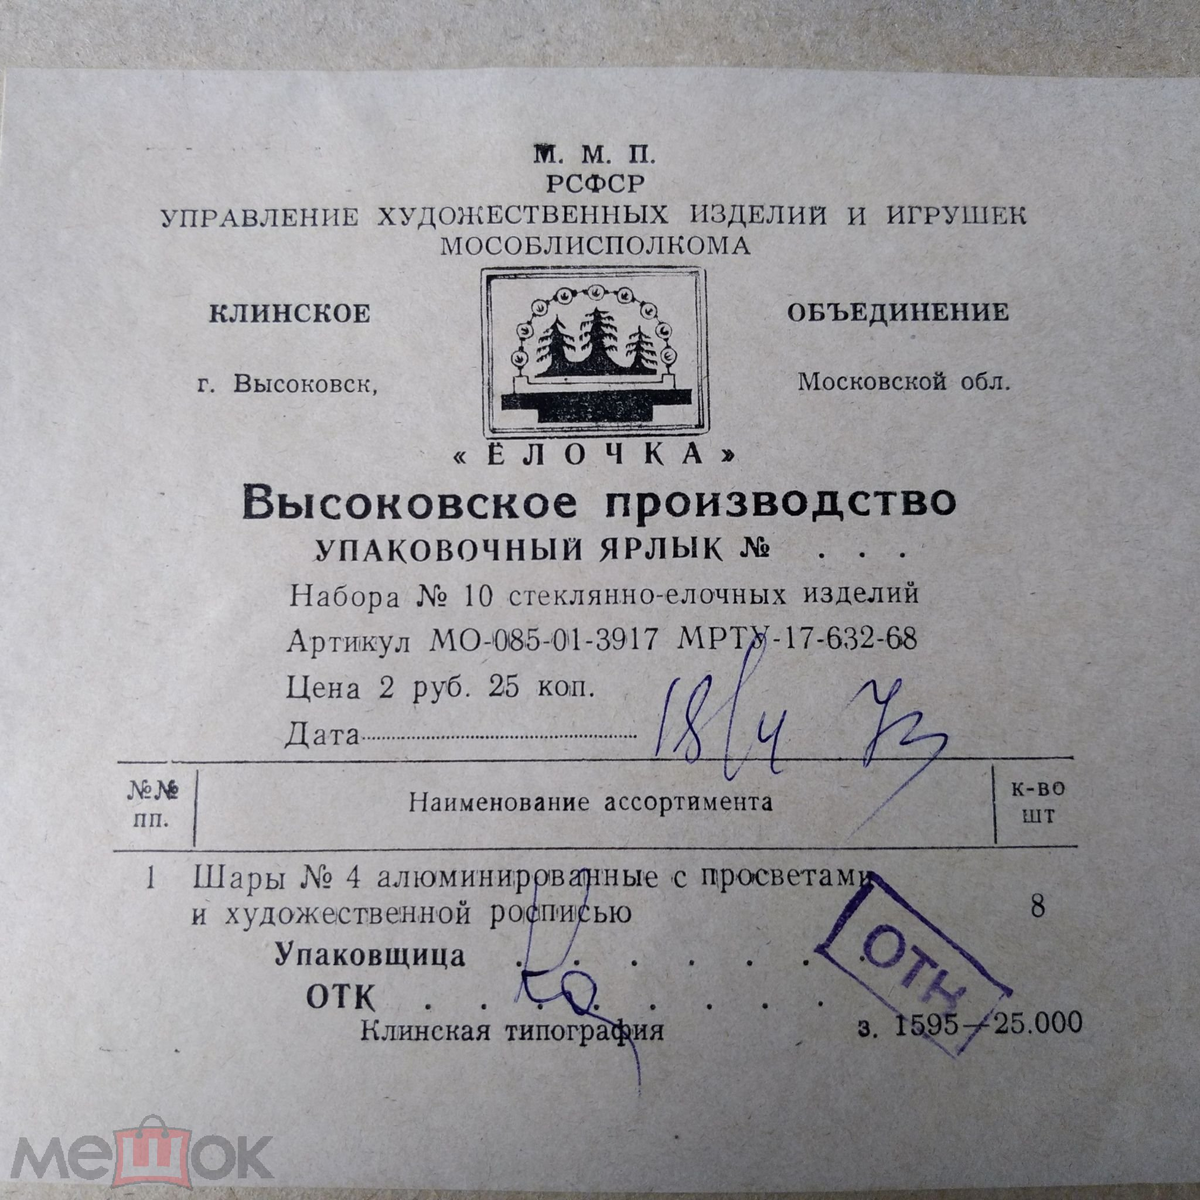 М. М. П.
РСФСР
УПРАВЛЕНИЕ ХУДОЖЕСТВЕННЫХ ИЗДЕЛИЙ И ИГРУШЕК
МОСОБЛИСПОЛКОМА
КЛИНСКОЕ ОБЪЕДИНЕНИЕ
г. Высоковск, Московской обл.
«ЁЛОЧКА»
Высоковское производство
УПАКОВОЧНЫЙ ЯРЛЫК № . . .
Набора № 10 стеклянно-елочных изделий
Артикул МО-085-01-3917 МРТУ-17-632-68
Цена 2 руб. 25 коп.
Дата 18/4 73
№№ Наименование ассортимента к-во
пп. шт
1 Шары № 4 алюминированные с просветами
и художественной росписью 8
Упаковщица . . . . . . .
ОТК . . . . . . . .
ОТК
Клинская типография з. 1595—25.000
мешок